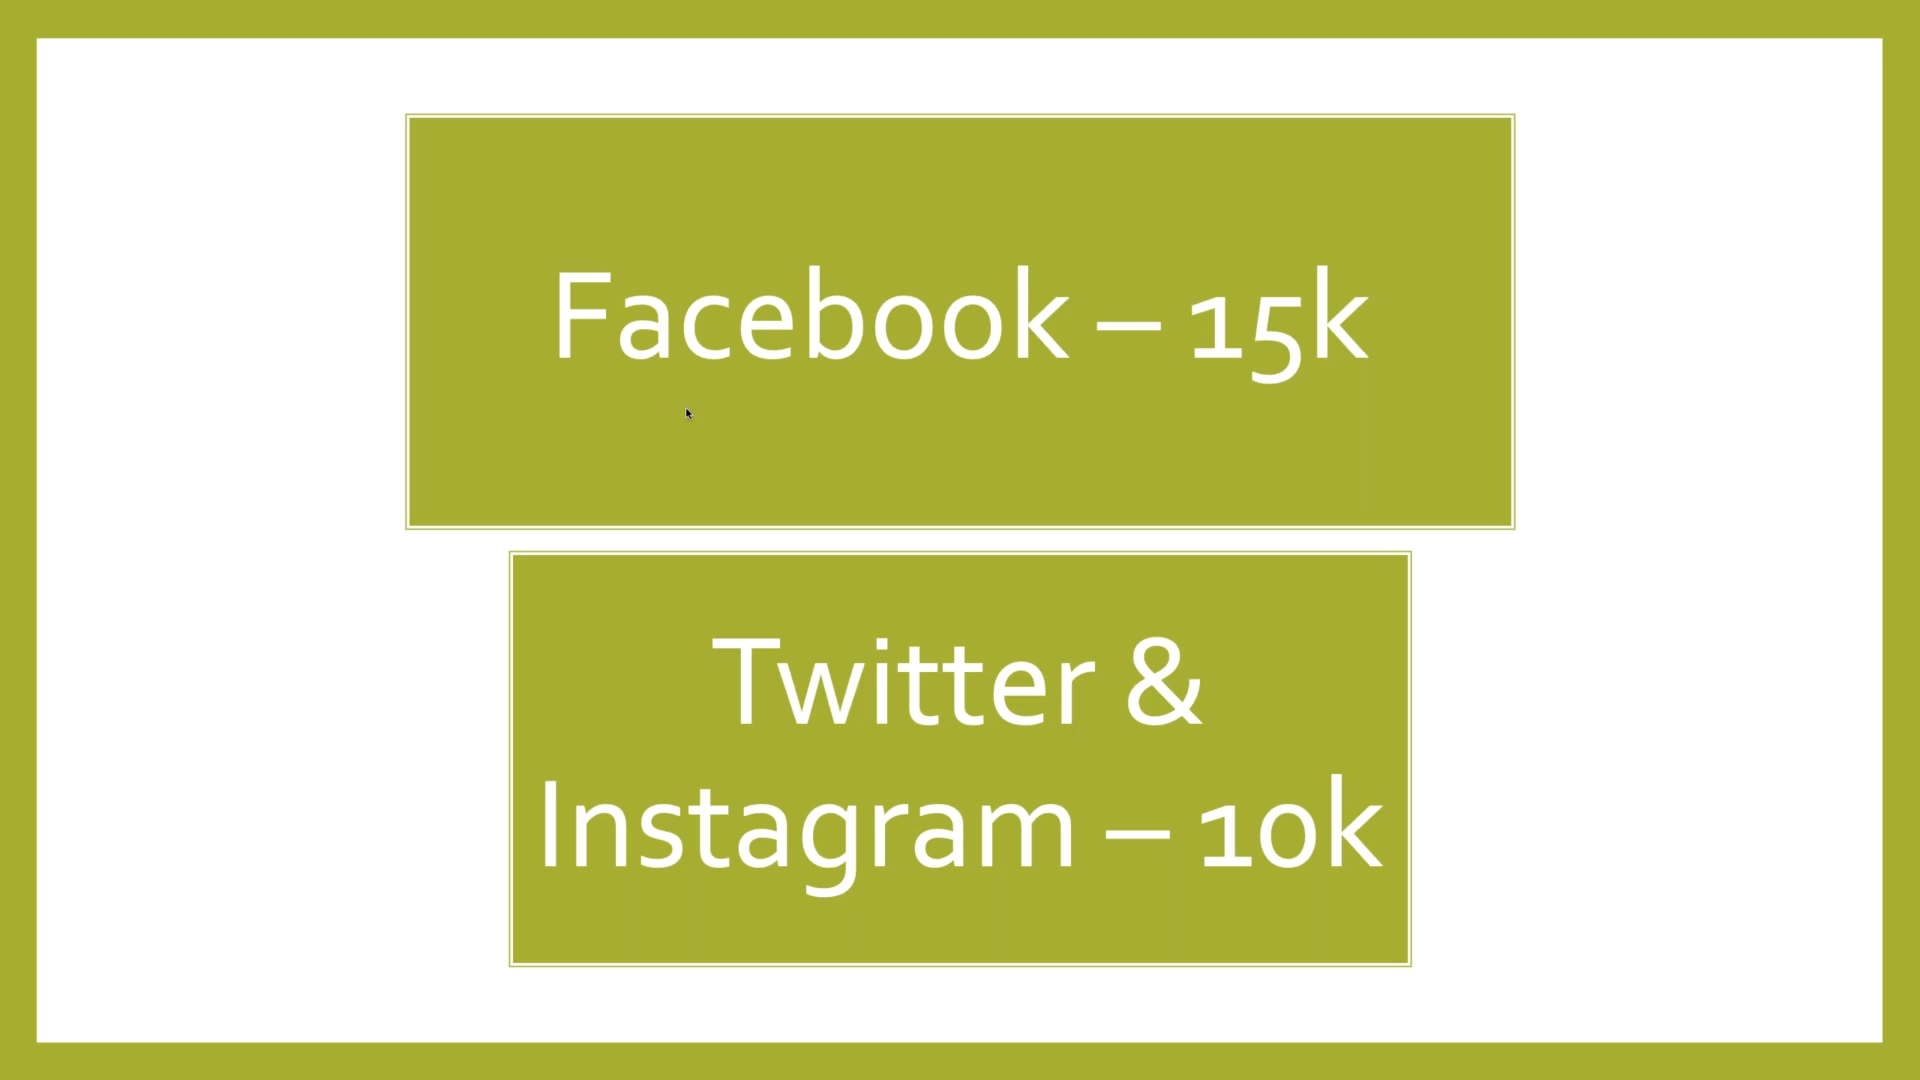 Facebook – 15k
Twitter &
Instagram – 10k